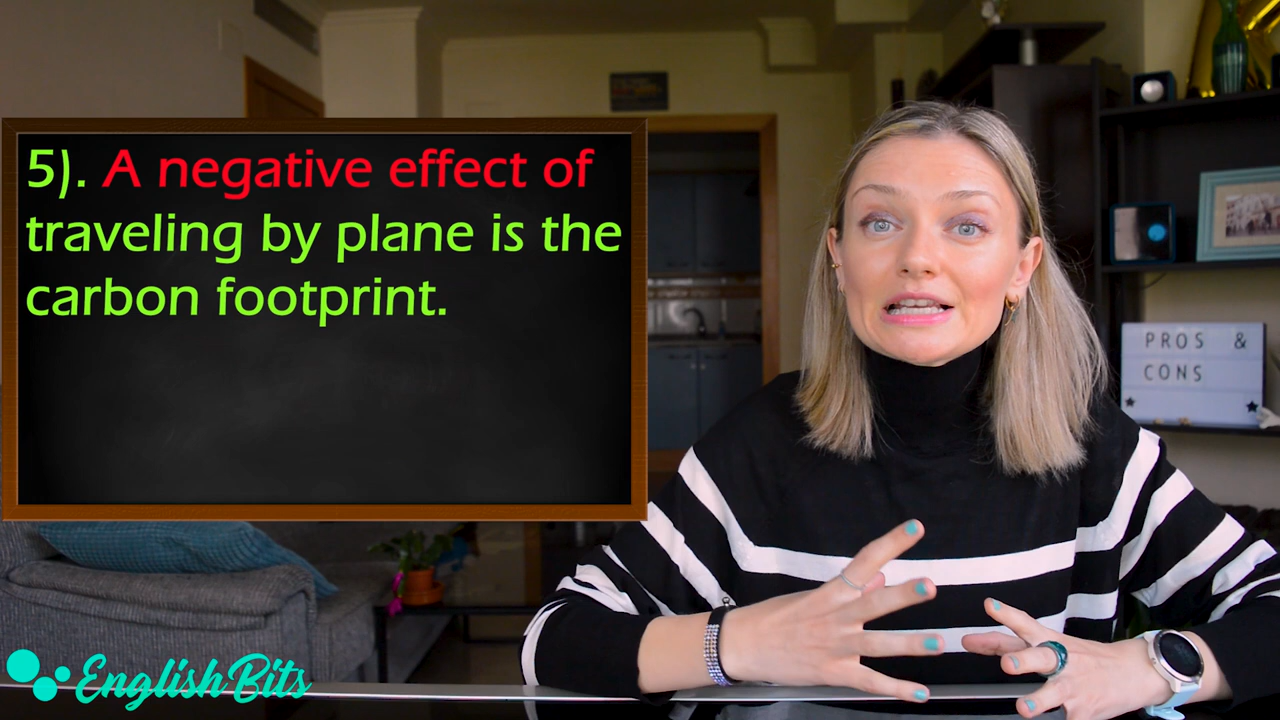 5). A negative effect of
traveling by plane is the
carbon footprint.
PROS &
CONS
EnglishBits